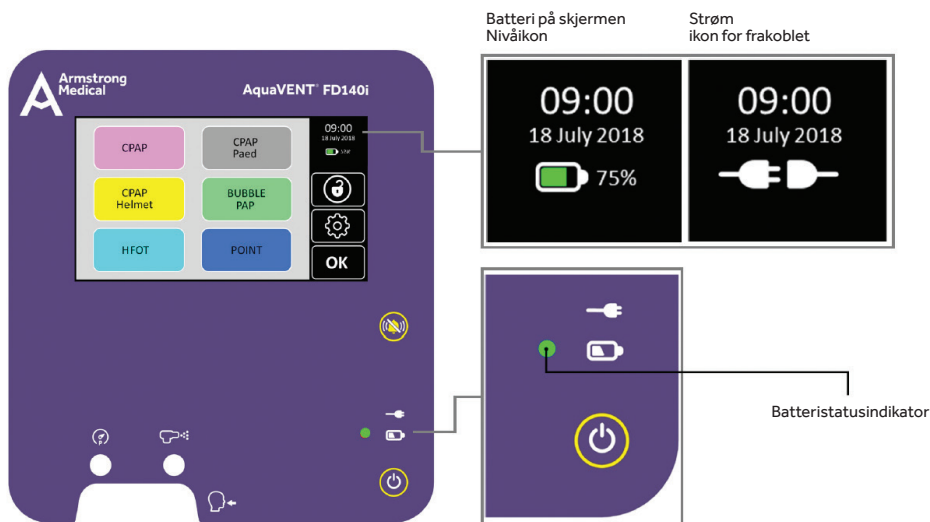 Batteri på skjermen
Nivåikon
Strøm
ikon for frakoblet
Armstrong
Medical
AquaVENT® FD140i
09:00
18 July 2018
75%
CPAP
CPAP
Paed
CPAP
Helmet
BUBBLE
PAP
HFOT
POINT
OK
09:00
18 July 2018
75%
09:00
18 July 2018
Batteristatusindikator
P